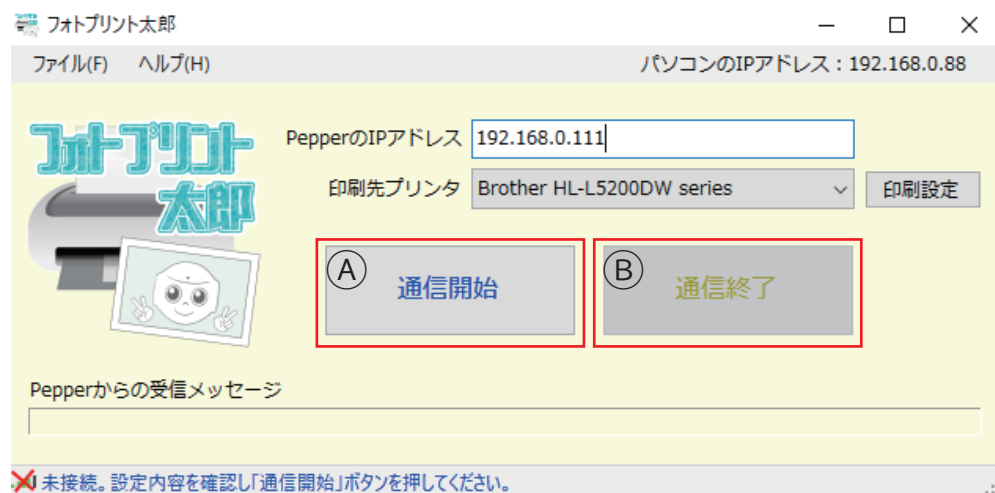 フォトプリント太郎
ファイル(F) ヘルプ(H) パソコンのIPアドレス：192.168.0.88
フォトプリント
太郎
PepperのIPアドレス 192.168.0.111
印刷先プリンタ Brother HL-L5200DW series 印刷設定
A 通信開始 B 通信終了
Pepperからの受信メッセージ
未接続。設定内容を確認し「通信開始」ボタンを押してください。